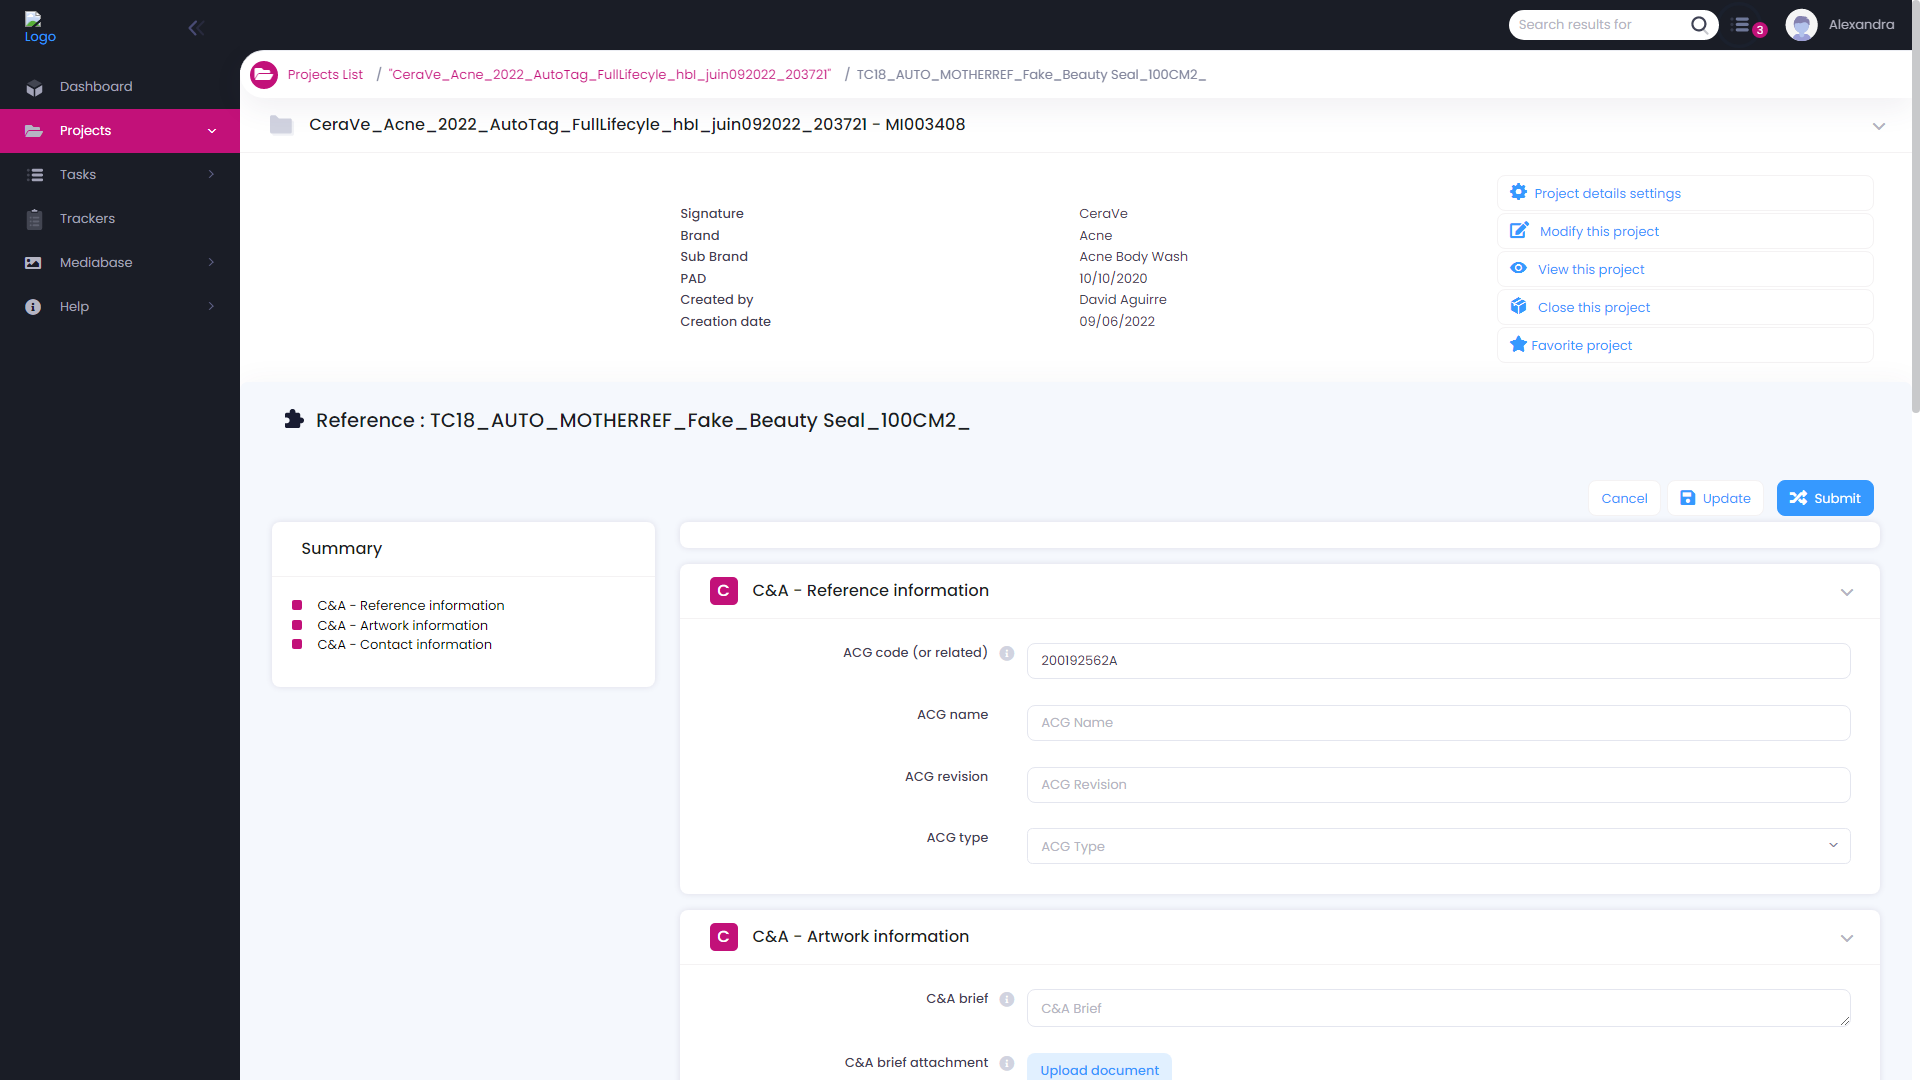 Logo
Search results for
3
Alexandra
Dashboard
Projects
Tasks
Trackers
Mediabase
Help
Projects List / "CeraVe_Acne_2022_AutoTag_FullLifecyle_hbI_juin092022_203721" / TC18_AUTO_MOTHERREF_Fake_Beauty Seal_100CM2_
CeraVe_Acne_2022_AutoTag_FullLifecyle_hbI_juin092022_203721 - MI003408
Signature CeraVe
Brand Acne
Sub Brand Acne Body Wash
PAD 10/10/2020
Created by David Aguirre
Creation date 09/06/2022
Project details settings
Modify this project
View this project
Close this project
Favorite project
Reference : TC18_AUTO_MOTHERREF_Fake_Beauty Seal_100CM2_
Cancel
Update
Submit
Summary
C&A - Reference information
C&A - Artwork information
C&A - Contact information
C C&A - Reference information
ACG code (or related) 200192562A
ACG name ACG Name
ACG revision ACG Revision
ACG type ACG Type
C C&A - Artwork information
C&A brief C&A Brief
C&A brief attachment Upload document